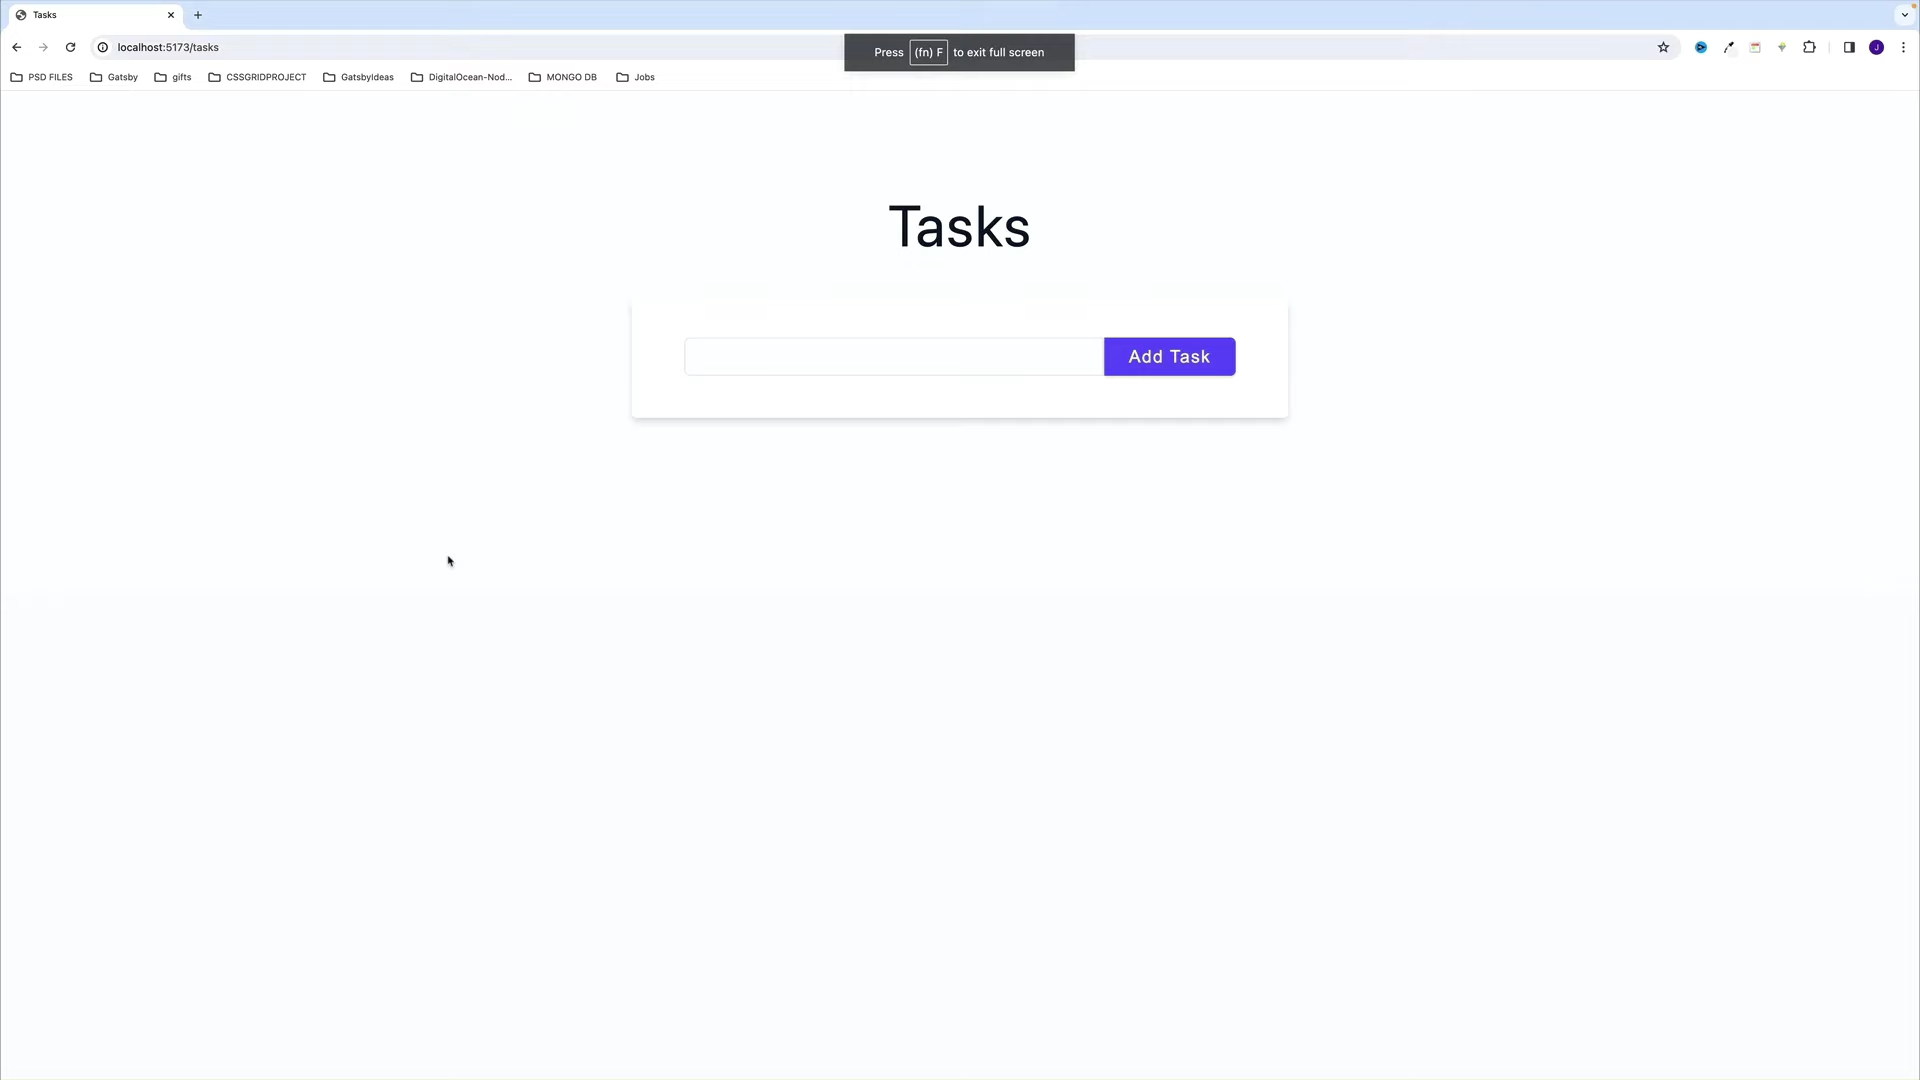 Tasks
localhost:5173/tasks
Press (fn) F to exit full screen
J
PSD FILES Gatsby gifts CSSGRIDPROJECT GatsbyIdeas DigitalOcean-Nod... MONGO DB Jobs
Tasks
Add Task